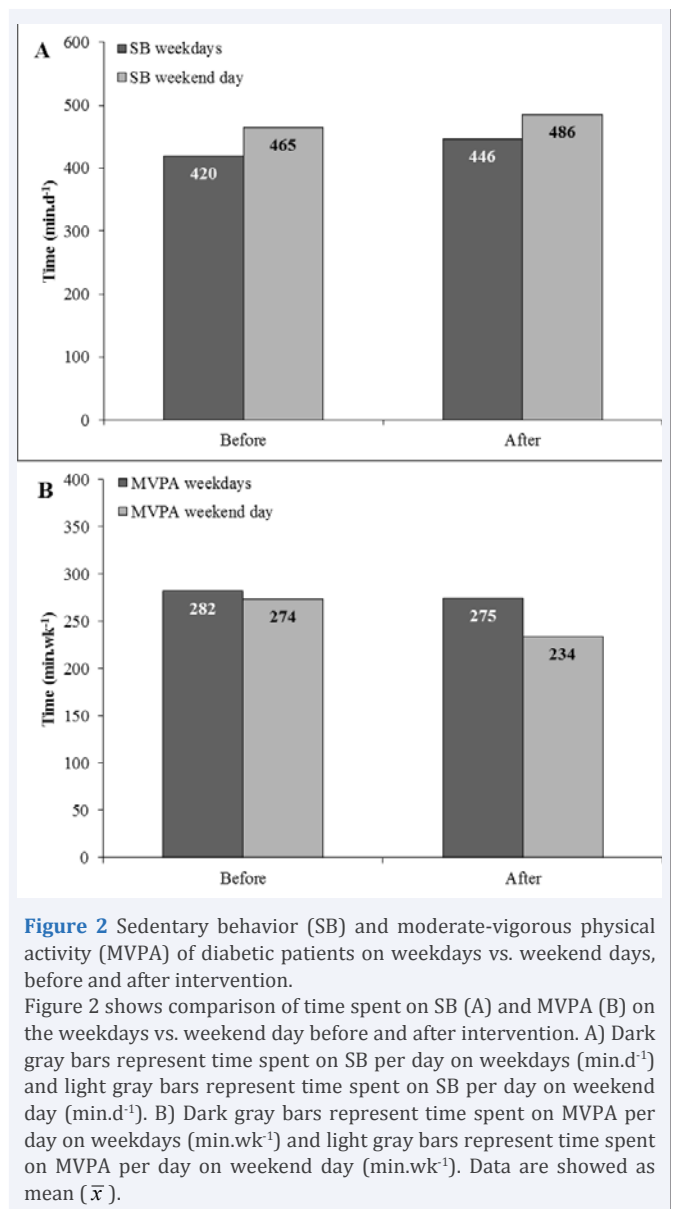 A
SB weekdays
SB weekend day
Time (min.d⁻¹)
600
500
400
300
200
100
0
420
465
446
486
Before
After
B
MVPA weekdays
MVPA weekend day
Time (min.wk⁻¹)
400
350
300
250
200
150
100
50
0
282
274
275
234
Before
After
Figure 2 Sedentary behavior (SB) and moderate-vigorous physical
activity (MVPA) of diabetic patients on weekdays vs. weekend days,
before and after intervention.
Figure 2 shows comparison of time spent on SB (A) and MVPA (B) on
the weekdays vs. weekend day before and after intervention. A) Dark
gray bars represent time spent on SB per day on weekdays (min.d⁻¹)
and light gray bars represent time spent on SB per day on weekend
day (min.d⁻¹). B) Dark gray bars represent time spent on MVPA per
day on weekdays (min.wk⁻¹) and light gray bars represent time spent
on MVPA per day on weekend day (min.wk⁻¹). Data are showed as
mean ( x̅ ).